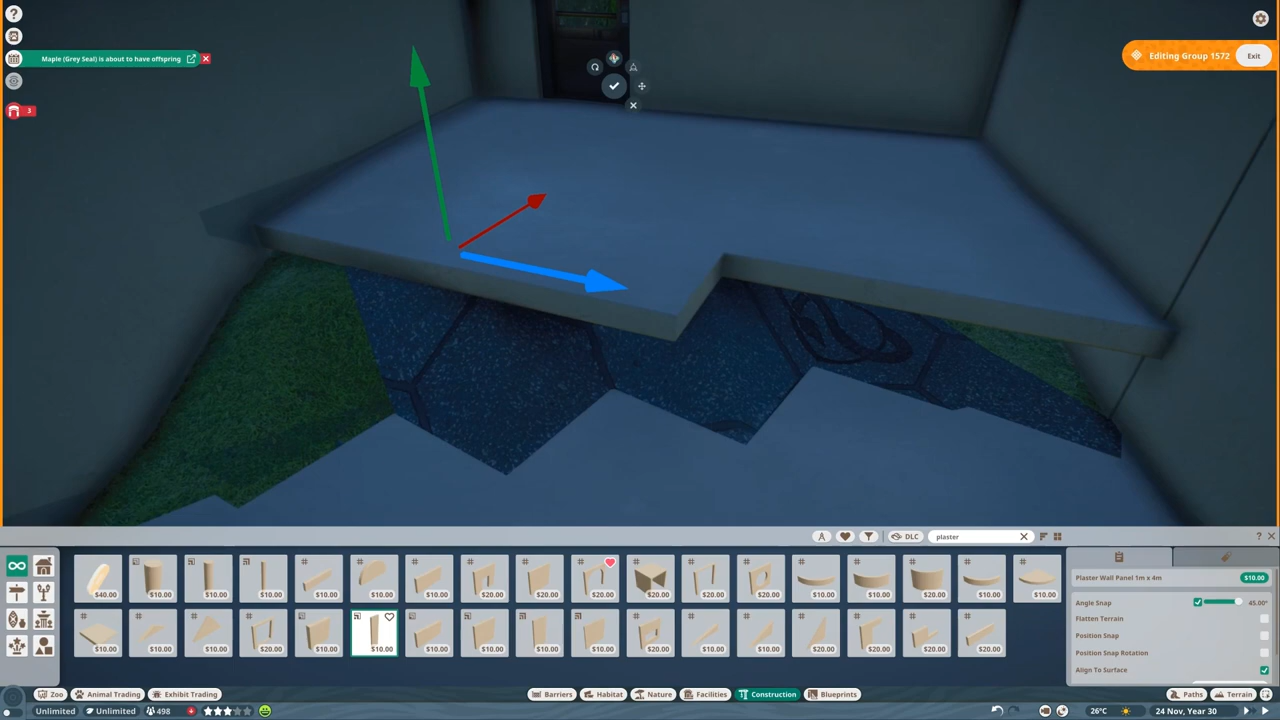 ?
Maple (Grey Seal) is about to have offspring
3
Editing Group 1572
Exit
DLC
plaster
?
$40.00
$10.00
$10.00
$10.00
$10.00
$10.00
$10.00
$20.00
$20.00
$20.00
$20.00
$20.00
$20.00
$10.00
$10.00
$20.00
$10.00
$10.00
$10.00
$10.00
$10.00
$20.00
$10.00
$10.00
$10.00
$10.00
$10.00
$20.00
$20.00
$10.00
$10.00
$10.00
$20.00
$20.00
$10.00
Plaster Wall Panel 1m x 4m
$10.00
Angle Snap
45.00°
Flatten Terrain
Position Snap
Position Snap Rotation
Align To Surface
Zoo
Animal Trading
Exhibit Trading
Barriers
Habitat
Nature
Facilities
Construction
Blueprints
Paths
Terrain
Unlimited
Unlimited
498
26°C
24 Nov, Year 30